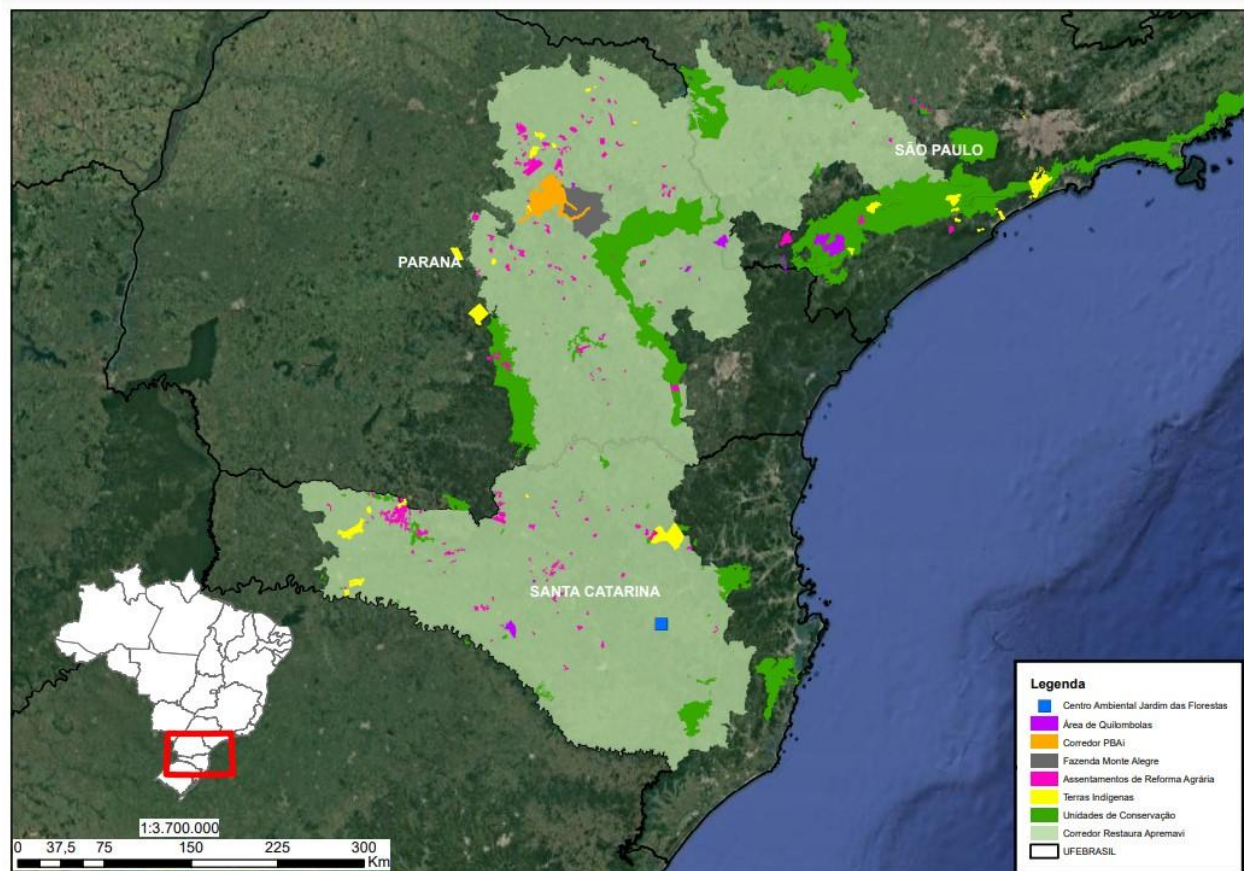 SÃO PAULO
PARANÁ
SANTA CATARINA
1:3.700.000
0 37,5 75 150 225 300
Km
Legenda
Centro Ambiental Jardim das Florestas
Área de Quilombolas
Corredor PBAi
Fazenda Monte Alegre
Assentamentos de Reforma Agrária
Terras Indígenas
Unidades de Conservação
Corredor Restaura Apremavi
UFEBRASIL